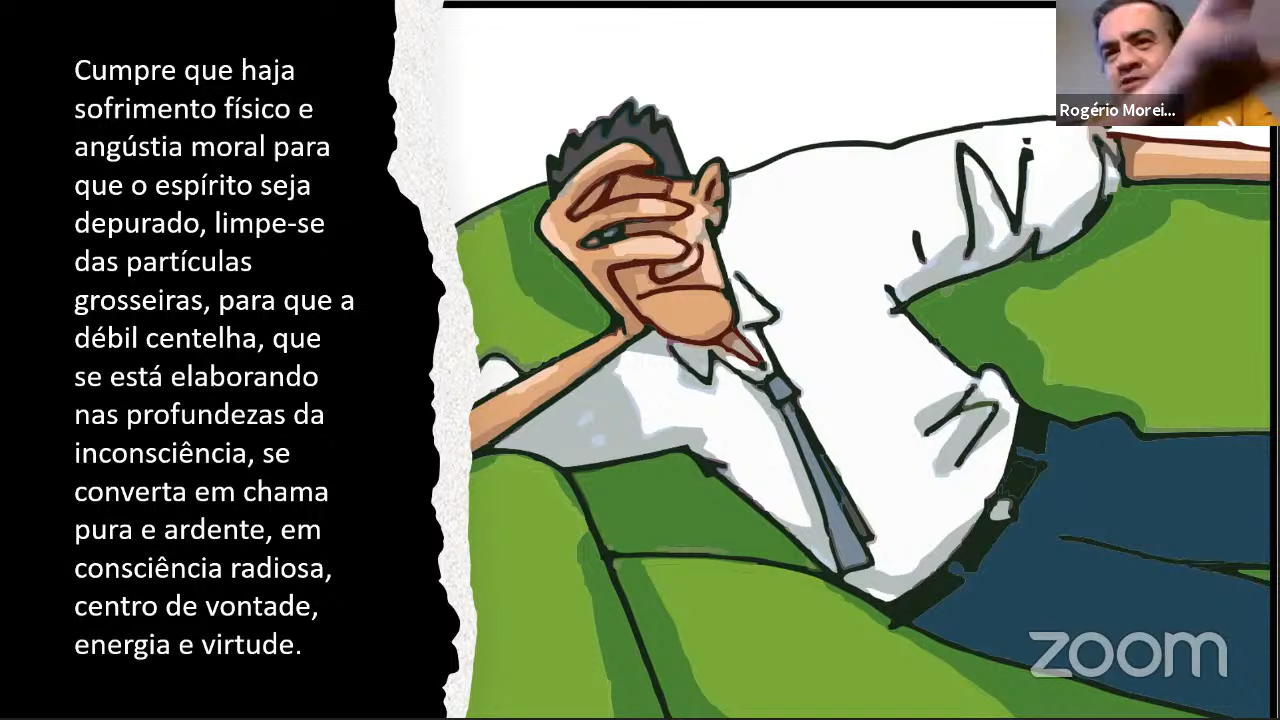 Cumpre que haja
sofrimento físico e
angústia moral para
que o espírito seja
depurado, limpe-se
das partículas
grosseiras, para que a
débil centelha, que
se está elaborando
nas profundezas da
inconsciência, se
converta em chama
pura e ardente, em
consciência radiosa,
centro de vontade,
energia e virtude.
Rogério Morei...
zoom